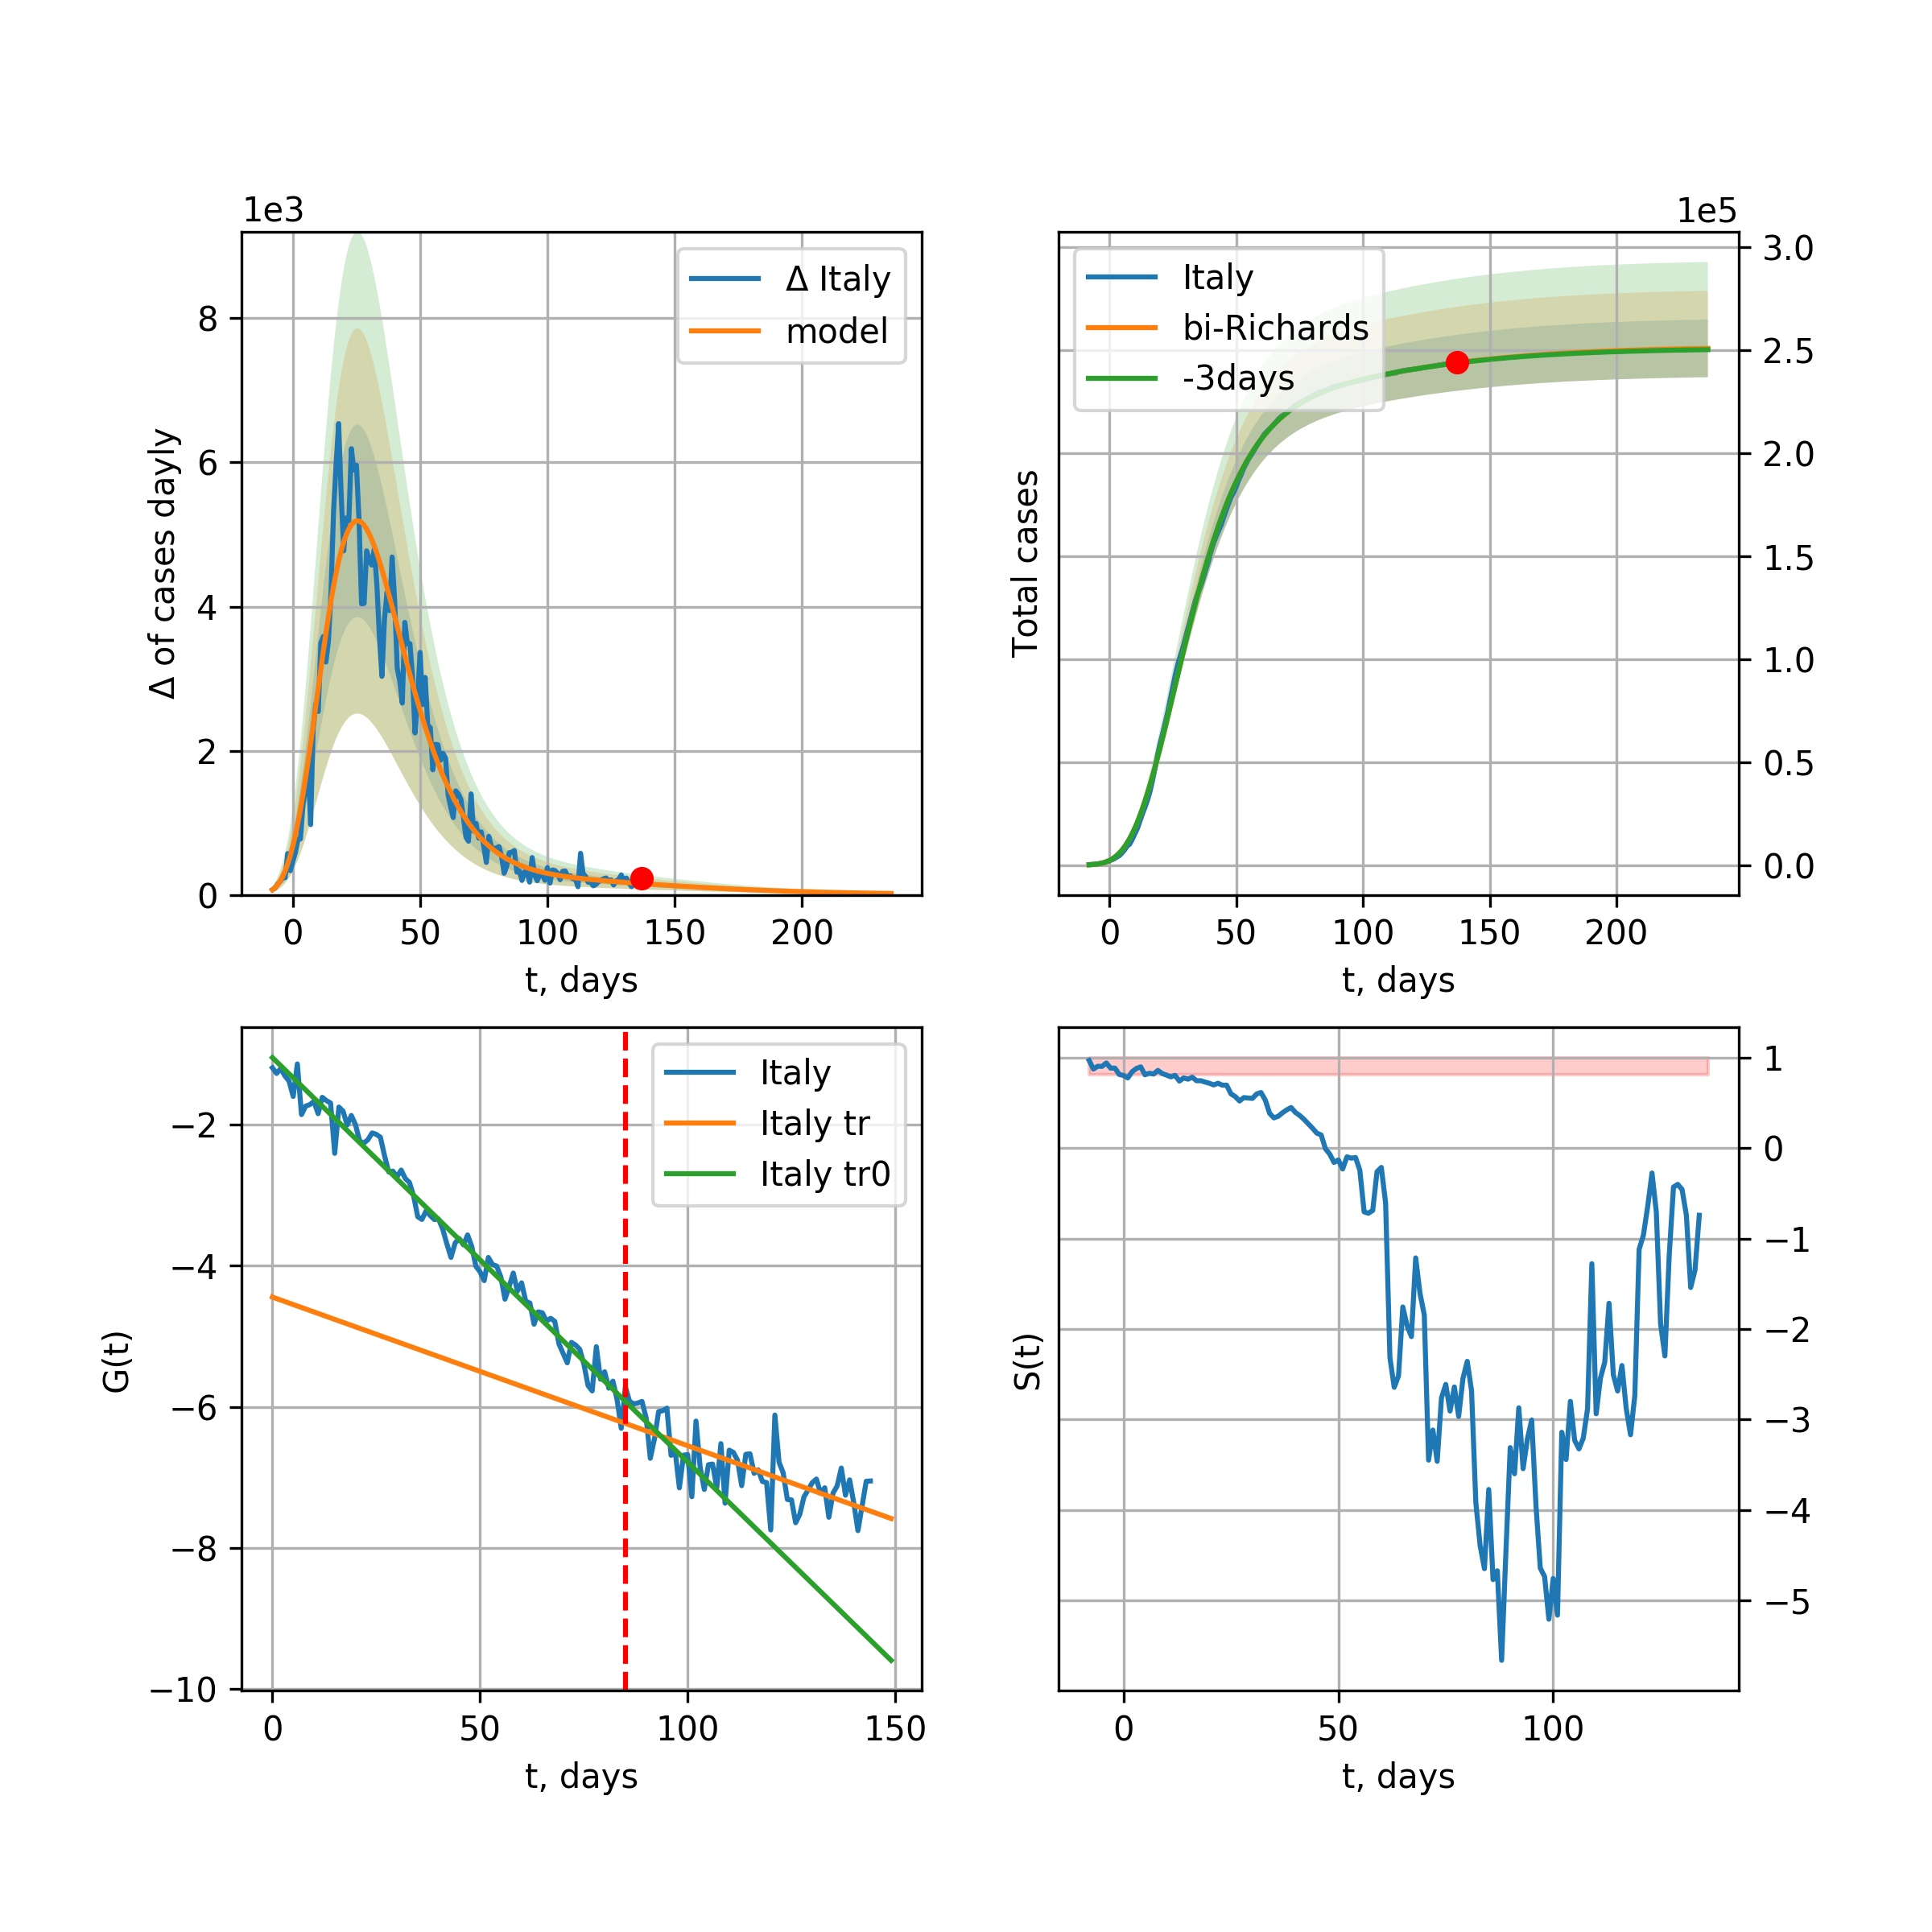 1e3
8
6
4
2
0
Δ of cases dayly
Δ Italy
model
0 50 100 150 200
t, days
1e5
3.0
2.5
2.0
1.5
1.0
0.5
0.0
Total cases
Italy
bi-Richards
-3days
0 50 100 150 200
t, days
−2
−4
−6
−8
−10
G(t)
Italy
Italy tr
Italy tr0
0 50 100 150
t, days
1
0
−1
−2
−3
−4
−5
S(t)
0 50 100
t, days